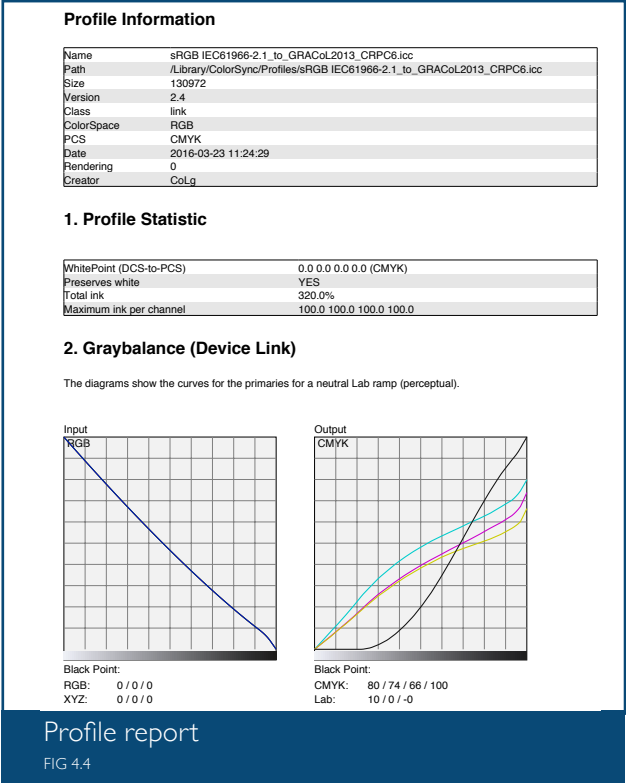 Profile Information
Name sRGB IEC61966-2.1_to_GRACoL2013_CRPC6.icc
Path /Library/ColorSync/Profiles/sRGB IEC61966-2.1_to_GRACoL2013_CRPC6.icc
Size 130972
Version 2.4
Class link
ColorSpace RGB
PCS CMYK
Date 2016-03-23 11:24:29
Rendering 0
Creator CoLg
1. Profile Statistic
WhitePoint (DCS-to-PCS) 0.0 0.0 0.0 0.0 (CMYK)
Preserves white YES
Total ink 320.0%
Maximum ink per channel 100.0 100.0 100.0 100.0
2. Graybalance (Device Link)
The diagrams show the curves for the primaries for a neutral Lab ramp (perceptual).
Input Output
RGB CMYK
Black Point: Black Point:
RGB: 0 / 0 / 0 CMYK: 80 / 74 / 66 / 100
XYZ: 0 / 0 / 0 Lab: 10 / 0 / -0
Profile report
FIG 4.4